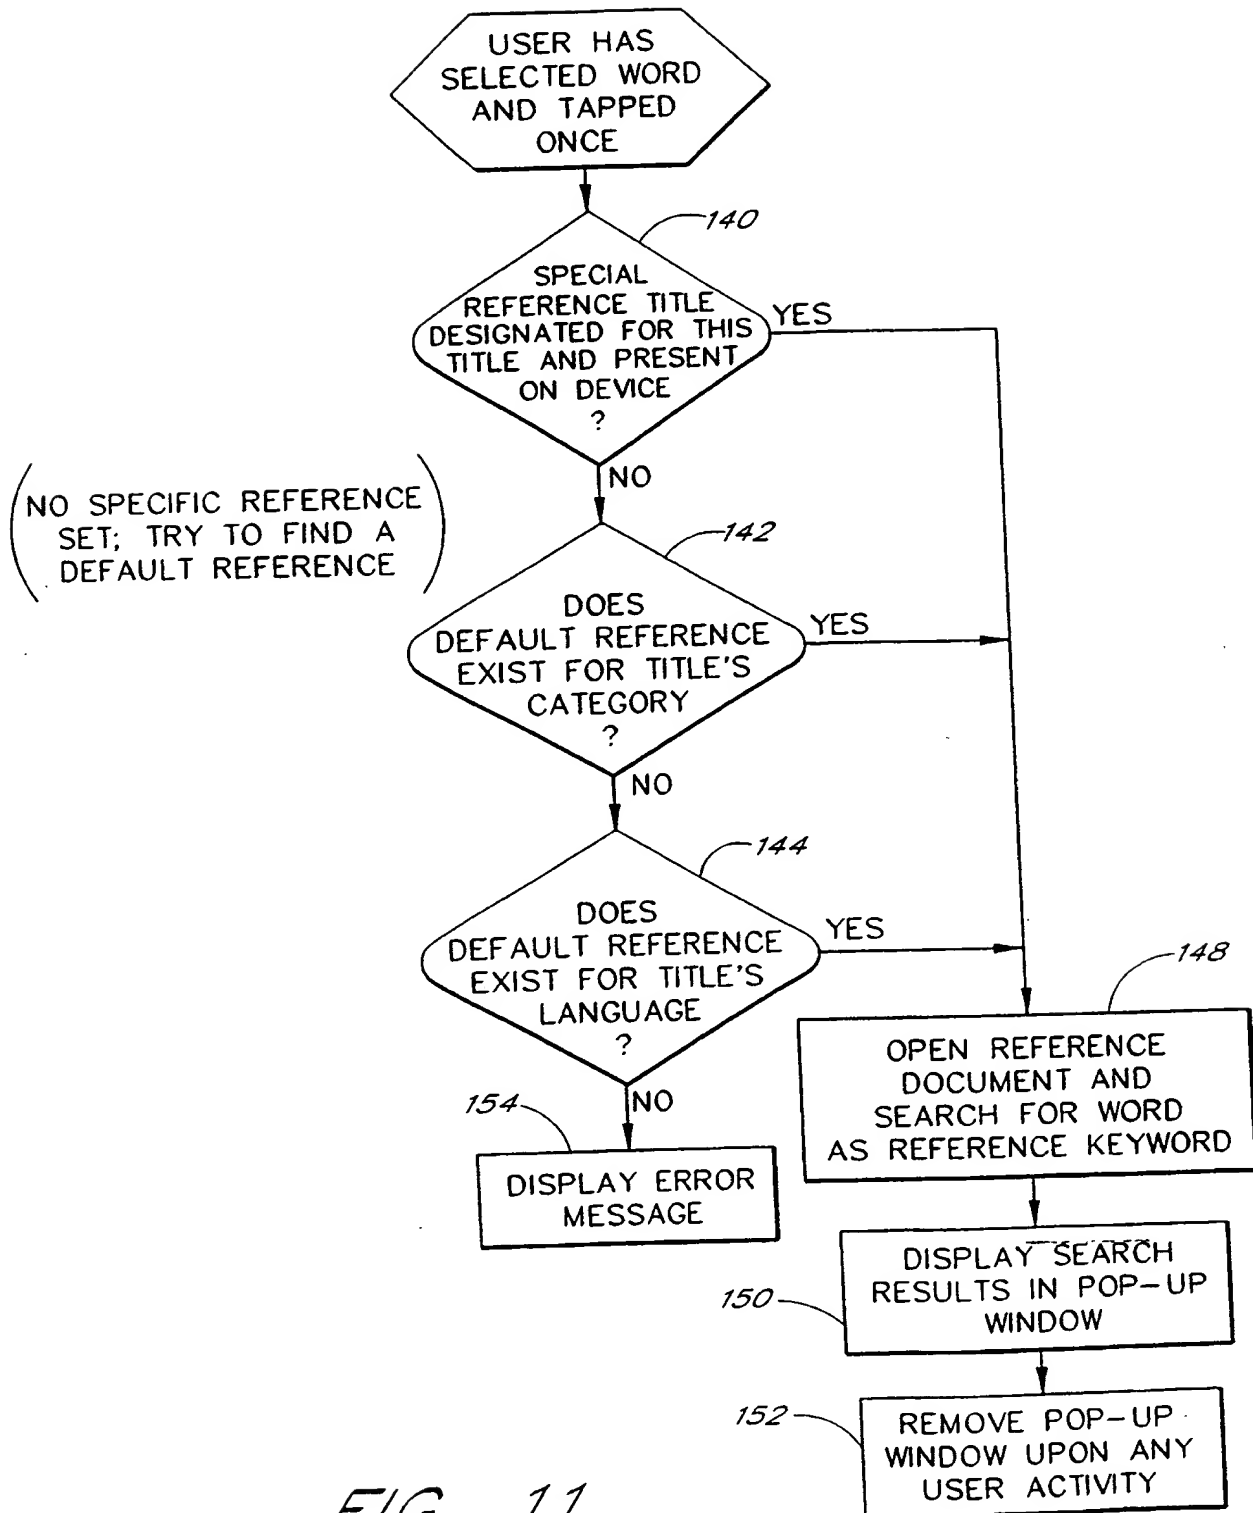 USER HAS
SELECTED WORD
AND TAPPED
ONCE
140
SPECIAL
REFERENCE TITLE
DESIGNATED FOR THIS
TITLE AND PRESENT
ON DEVICE
?
YES
NO
(NO SPECIFIC REFERENCE
SET; TRY TO FIND A
DEFAULT REFERENCE)
142
DOES
DEFAULT REFERENCE
EXIST FOR TITLE'S
CATEGORY
?
YES
NO
144
DOES
DEFAULT REFERENCE
EXIST FOR TITLE'S
LANGUAGE
?
YES
NO
154
DISPLAY ERROR
MESSAGE
148
OPEN REFERENCE
DOCUMENT AND
SEARCH FOR WORD
AS REFERENCE KEYWORD
150
DISPLAY SEARCH
RESULTS IN POP-UP
WINDOW
152
REMOVE POP-UP
WINDOW UPON ANY
USER ACTIVITY
FIG. 11